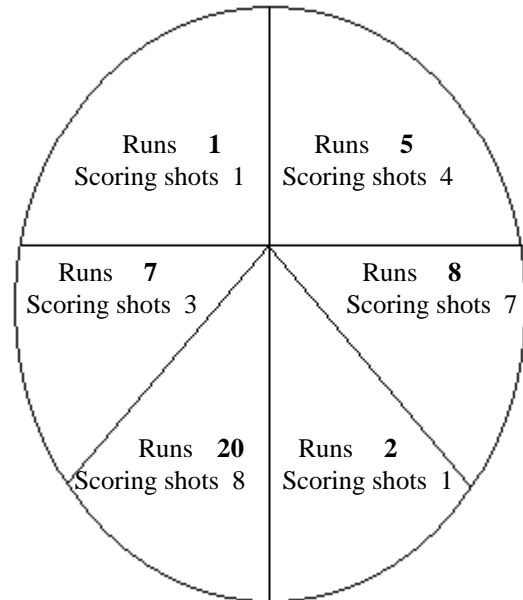 Runs 1
Scoring shots 1
Runs 5
Scoring shots 4
Runs 7
Scoring shots 3
Runs 8
Scoring shots 7
Runs 20
Scoring shots 8
Runs 2
Scoring shots 1